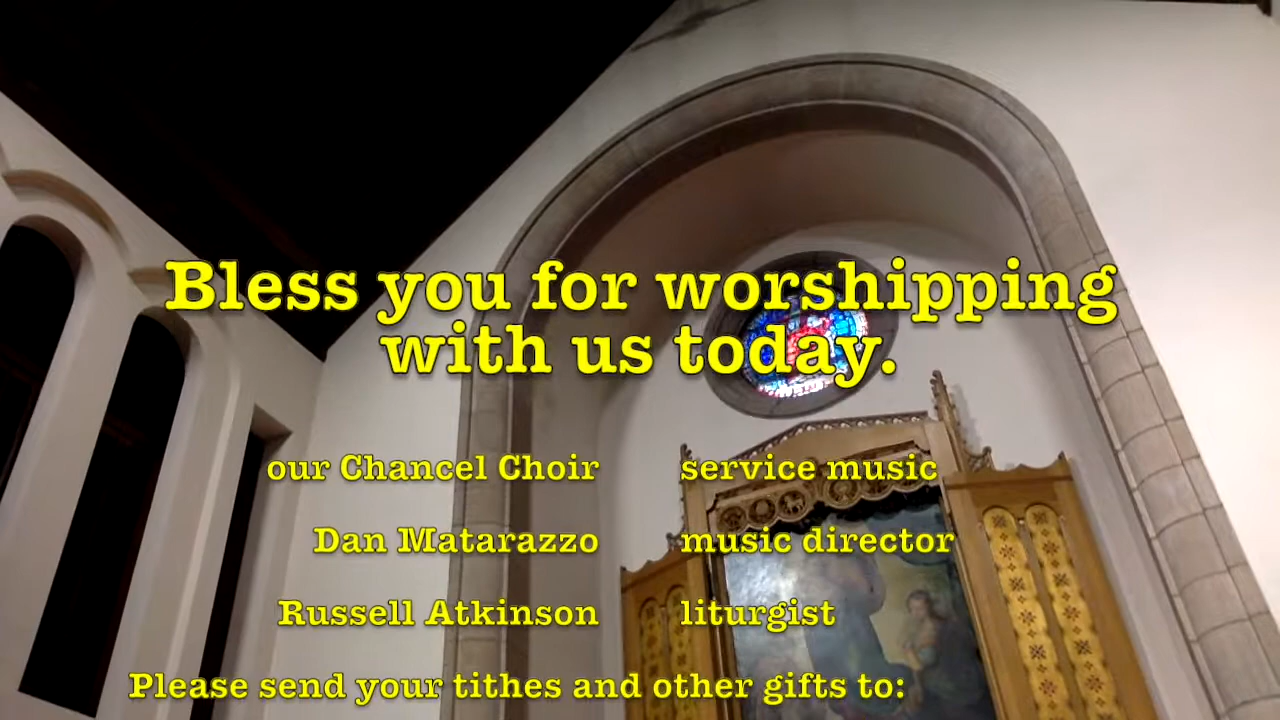 Bless you for worshipping
with us today.
our Chancel Choir service music
Dan Matarazzo music director
Russell Atkinson liturgist
Please send your tithes and other gifts to: